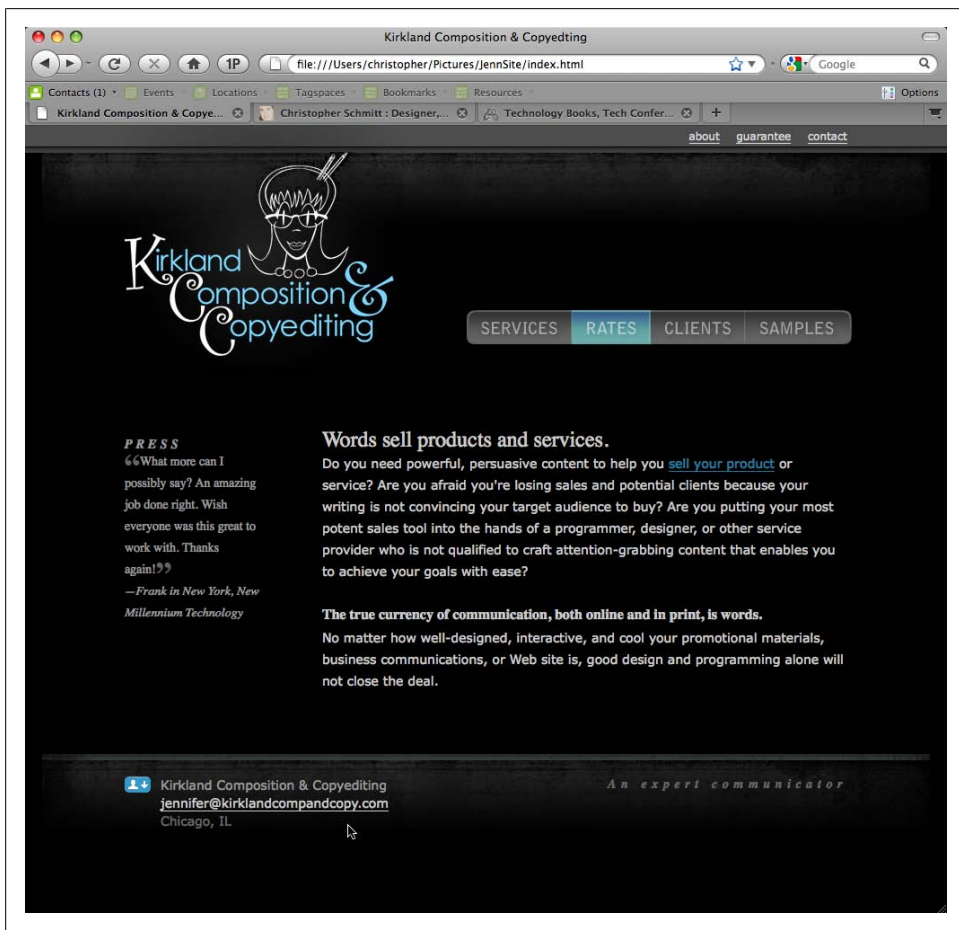 Kirkland Composition & Copyedting
1P
file:///Users/christopher/Pictures/JennSite/index.html
Google
Contacts (1) Events Locations Tagspaces Bookmarks Resources Options
Kirkland Composition & Copye... Christopher Schmitt : Designer,... Technology Books, Tech Confer... +
about guarantee contact
Kirkland
Composition &
Copyediting
SERVICES RATES CLIENTS SAMPLES
PRESS
“What more can I
possibly say? An amazing
job done right. Wish
everyone was this great to
work with. Thanks
again!”
—Frank in New York, New
Millennium Technology
Words sell products and services.
Do you need powerful, persuasive content to help you sell your product or
service? Are you afraid you're losing sales and potential clients because your
writing is not convincing your target audience to buy? Are you putting your most
potent sales tool into the hands of a programmer, designer, or other service
provider who is not qualified to craft attention-grabbing content that enables you
to achieve your goals with ease?
The true currency of communication, both online and in print, is words.
No matter how well-designed, interactive, and cool your promotional materials,
business communications, or Web site is, good design and programming alone will
not close the deal.
Kirkland Composition & Copyediting
jennifer@kirklandcompandcopy.com
Chicago, IL
An expert communicator